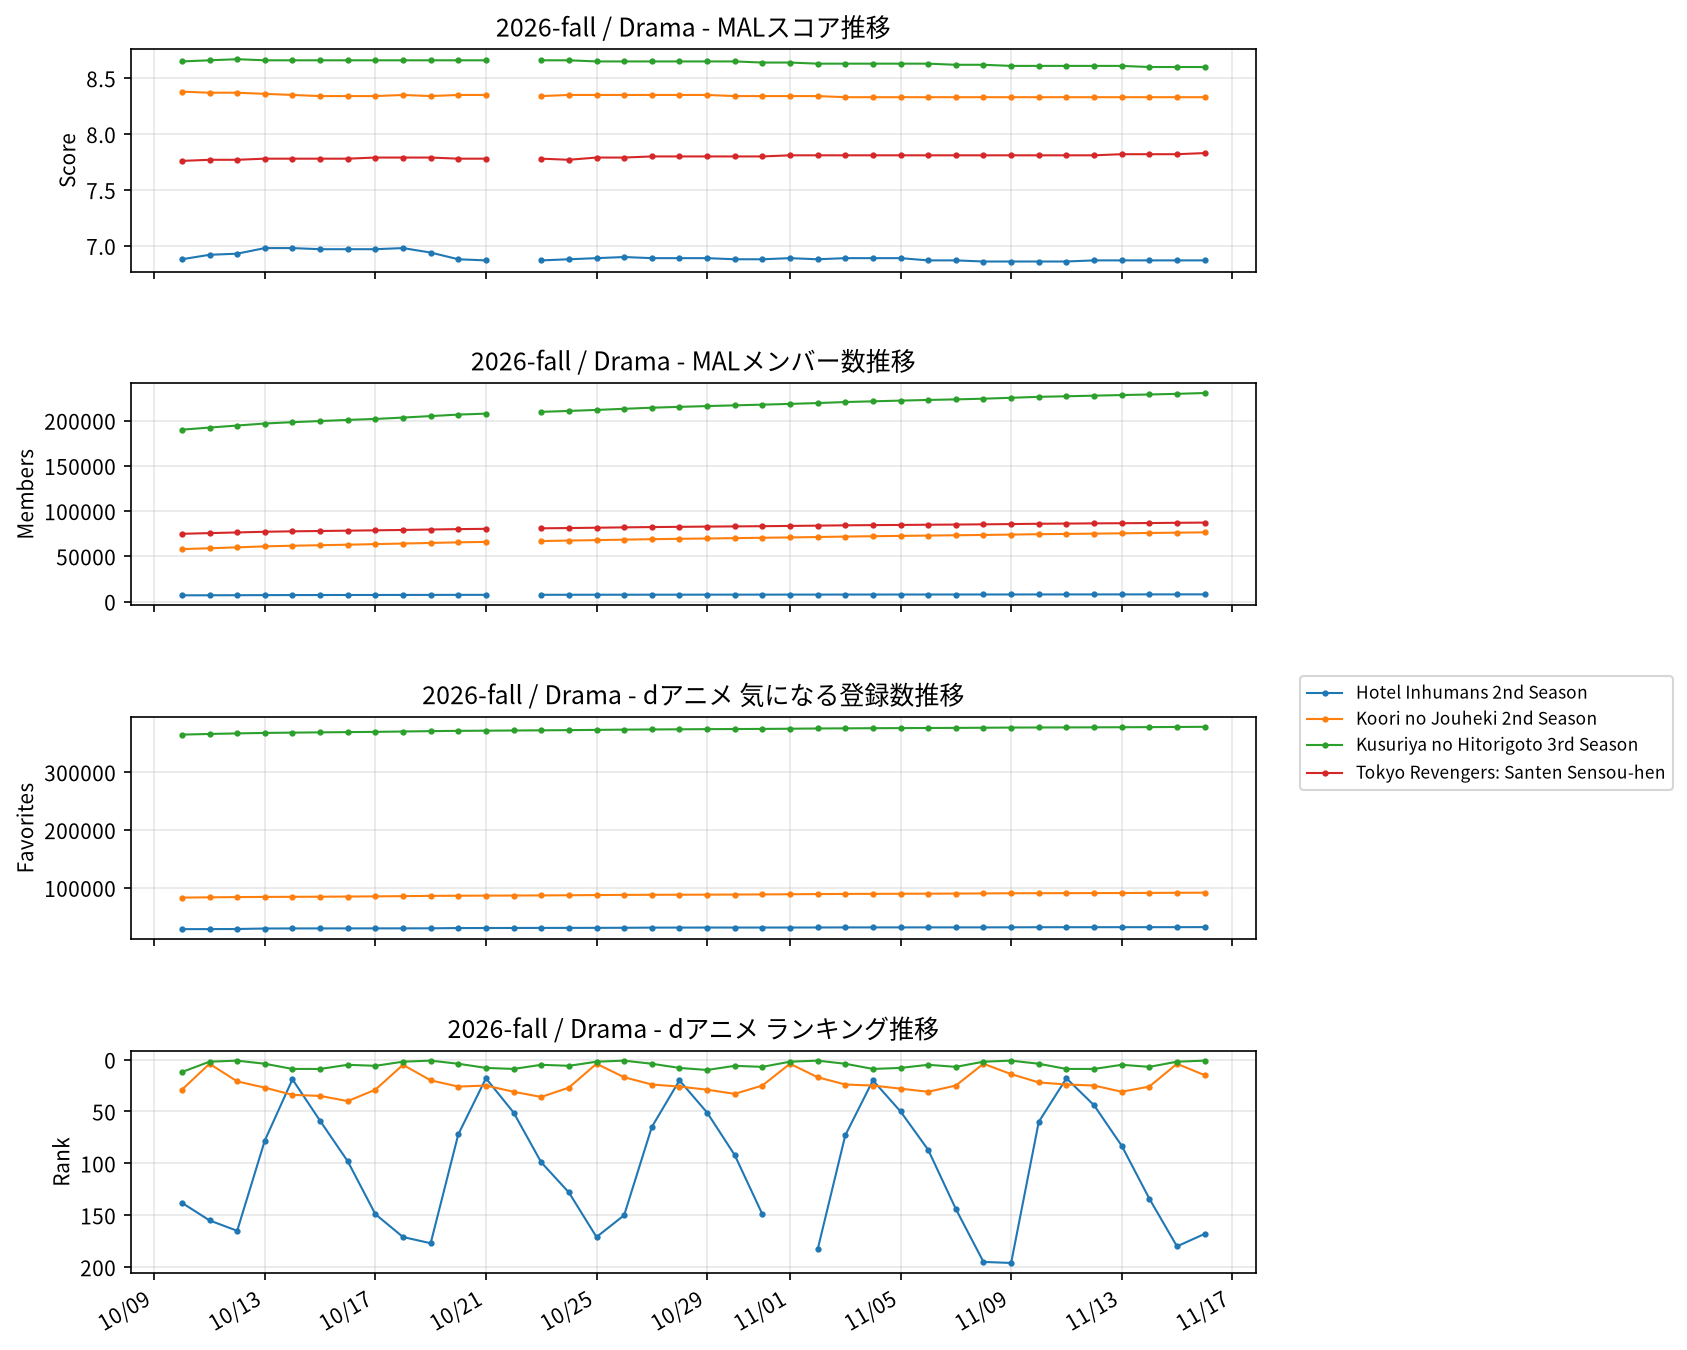 2026-fall / Drama - MALスコア推移
Score
8.5
8.0
7.5
7.0
2026-fall / Drama - MALメンバー数推移
Members
200000
150000
100000
50000
0
2026-fall / Drama - dアニメ 気になる登録数推移
Favorites
300000
200000
100000
Hotel Inhumans 2nd Season
Koori no Jouheki 2nd Season
Kusuriya no Hitorigoto 3rd Season
Tokyo Revengers: Santen Sensou-hen
2026-fall / Drama - dアニメ ランキング推移
Rank
0
50
100
150
200
10/09
10/13
10/17
10/21
10/25
10/29
11/01
11/05
11/09
11/13
11/17